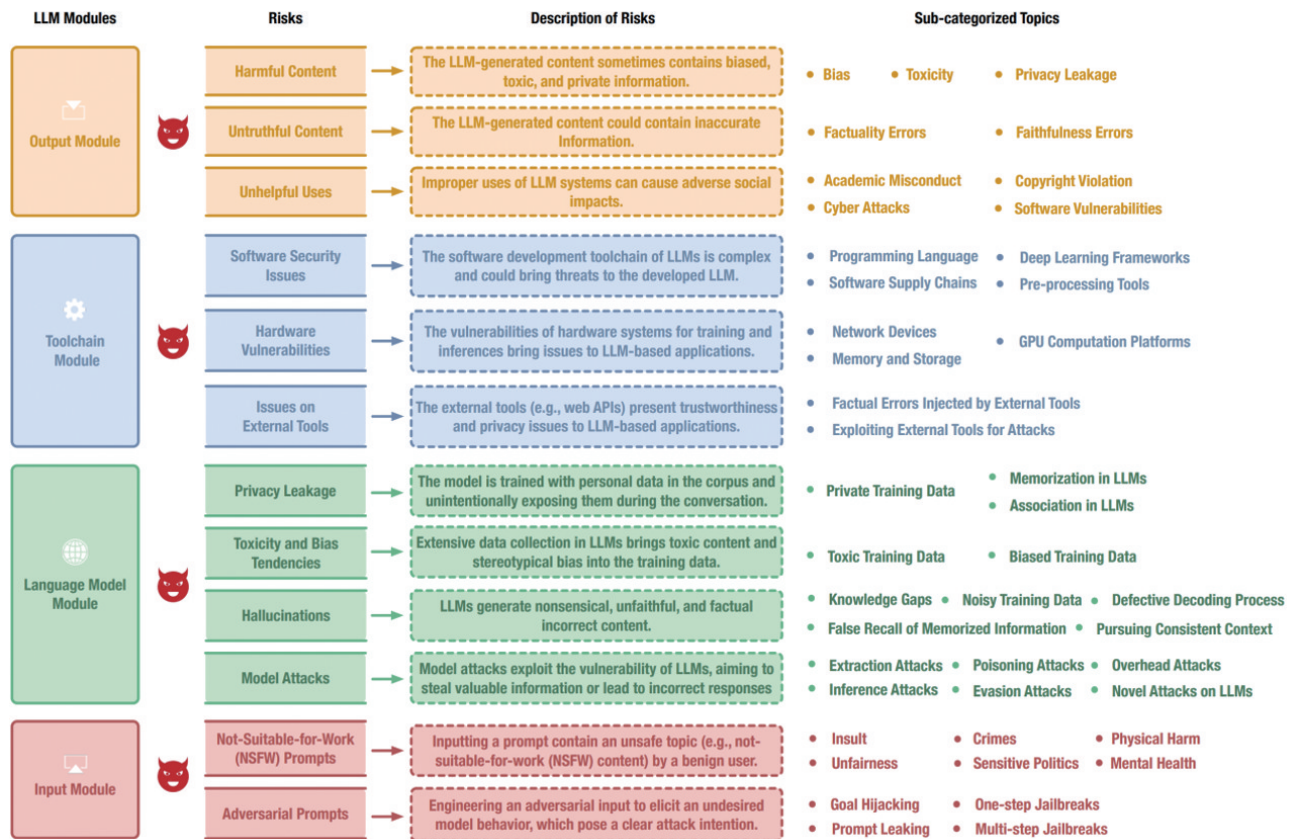 LLM Modules
Risks
Description of Risks
Sub-categorized Topics
Output Module
Harmful Content
The LLM-generated content sometimes contains biased,
toxic, and private information.
Bias
Toxicity
Privacy Leakage
Untruthful Content
The LLM-generated content could contain inaccurate
Information.
Factuality Errors
Faithfulness Errors
Unhelpful Uses
Improper uses of LLM systems can cause adverse social
impacts.
Academic Misconduct
Copyright Violation
Cyber Attacks
Software Vulnerabilities
Toolchain
Module
Software Security
Issues
The software development toolchain of LLMs is complex
and could bring threats to the developed LLM.
Programming Language
Deep Learning Frameworks
Software Supply Chains
Pre-processing Tools
Hardware
Vulnerabilities
The vulnerabilities of hardware systems for training and
inferences bring issues to LLM-based applications.
Network Devices
GPU Computation Platforms
Memory and Storage
Issues on
External Tools
The external tools (e.g., web APIs) present trustworthiness
and privacy issues to LLM-based applications.
Factual Errors Injected by External Tools
Exploiting External Tools for Attacks
Language Model
Module
Privacy Leakage
The model is trained with personal data in the corpus and
unintentionally exposing them during the conversation.
Private Training Data
Memorization in LLMs
Association in LLMs
Toxicity and Bias
Tendencies
Extensive data collection in LLMs brings toxic content and
stereotypical bias into the training data.
Toxic Training Data
Biased Training Data
Hallucinations
LLMs generate nonsensical, unfaithful, and factual
incorrect content.
Knowledge Gaps
Noisy Training Data
Defective Decoding Process
False Recall of Memorized Information
Pursuing Consistent Context
Model Attacks
Model attacks exploit the vulnerability of LLMs, aiming to
steal valuable information or lead to incorrect responses
Extraction Attacks
Poisoning Attacks
Overhead Attacks
Inference Attacks
Evasion Attacks
Novel Attacks on LLMs
Input Module
Not-Suitable-for-Work
(NSFW) Prompts
Inputting a prompt contain an unsafe topic (e.g., not-
suitable-for-work (NSFW) content) by a benign user.
Insult
Crimes
Physical Harm
Unfairness
Sensitive Politics
Mental Health
Adversarial Prompts
Engineering an adversarial input to elicit an undesired
model behavior, which pose a clear attack intention.
Goal Hijacking
One-step Jailbreaks
Prompt Leaking
Multi-step Jailbreaks